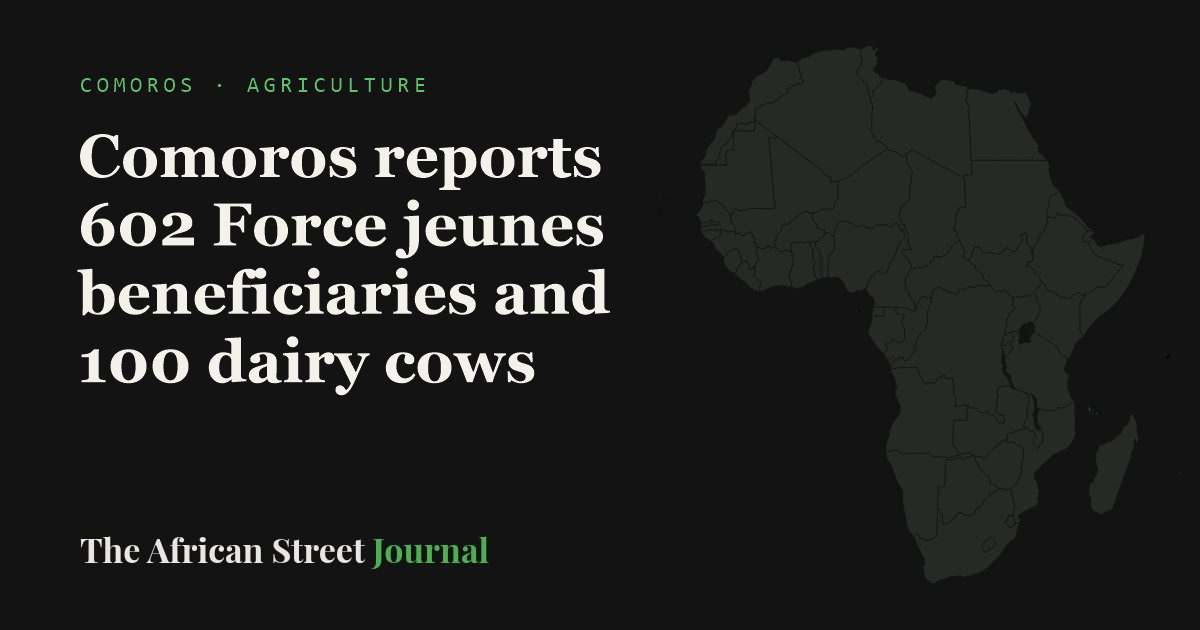 COMOROS · AGRICULTURE
Comoros reports
602 Force jeunes
beneficiaries and
100 dairy cows
The African Street Journal